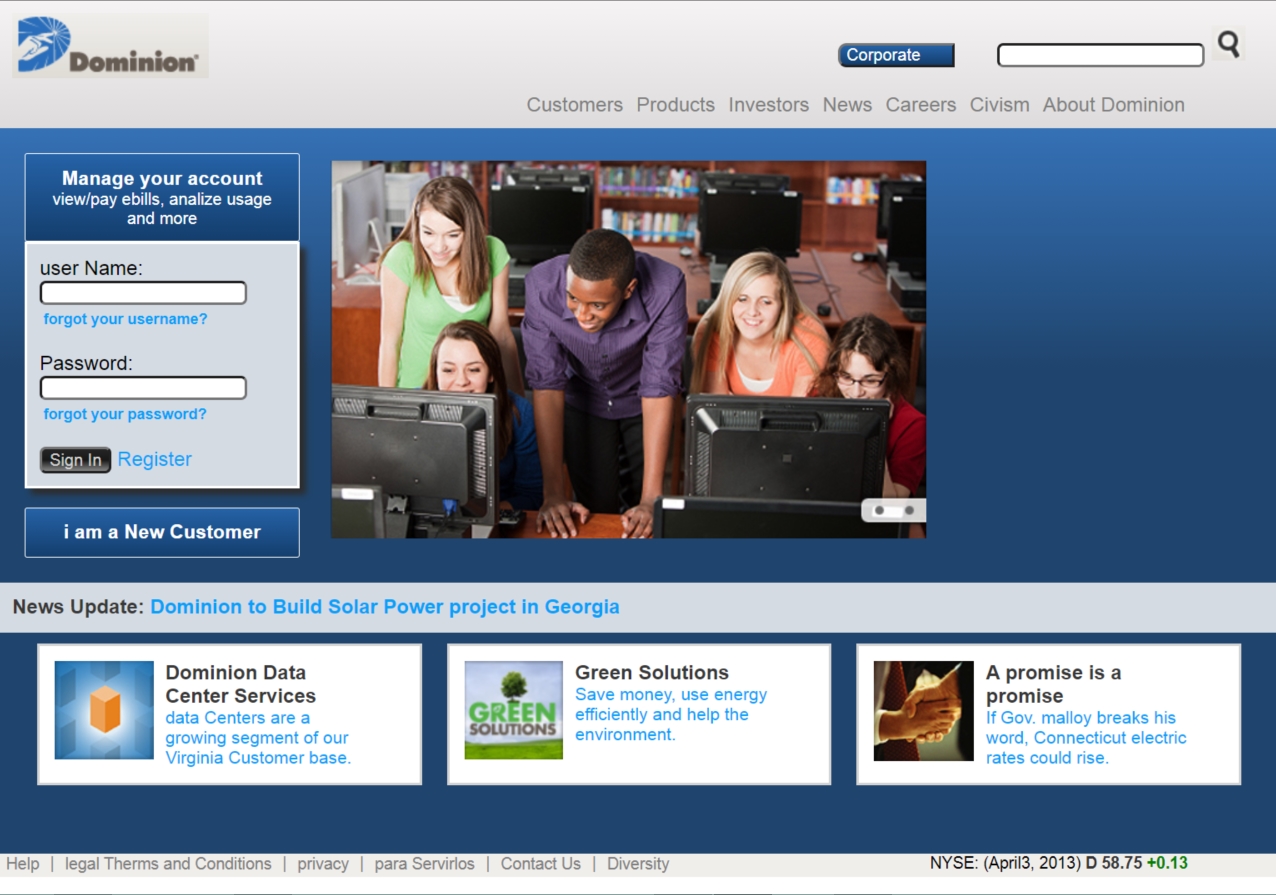 Dominion®
Corporate
Customers Products Investors News Careers Civism About Dominion
Manage your account
view/pay ebills, analize usage
and more
user Name:
forgot your username?
Password:
forgot your password?
Sign In Register
i am a New Customer
News Update: Dominion to Build Solar Power project in Georgia
Dominion Data
Center Services
data Centers are a
growing segment of our
Virginia Customer base.
GREEN
SOLUTIONS
Green Solutions
Save money, use energy
efficiently and help the
environment.
A promise is a
promise
If Gov. malloy breaks his
word, Connecticut electric
rates could rise.
Help | legal Therms and Conditions | privacy | para Servirlos | Contact Us | Diversity
NYSE: (April3, 2013) D 58.75 +0.13